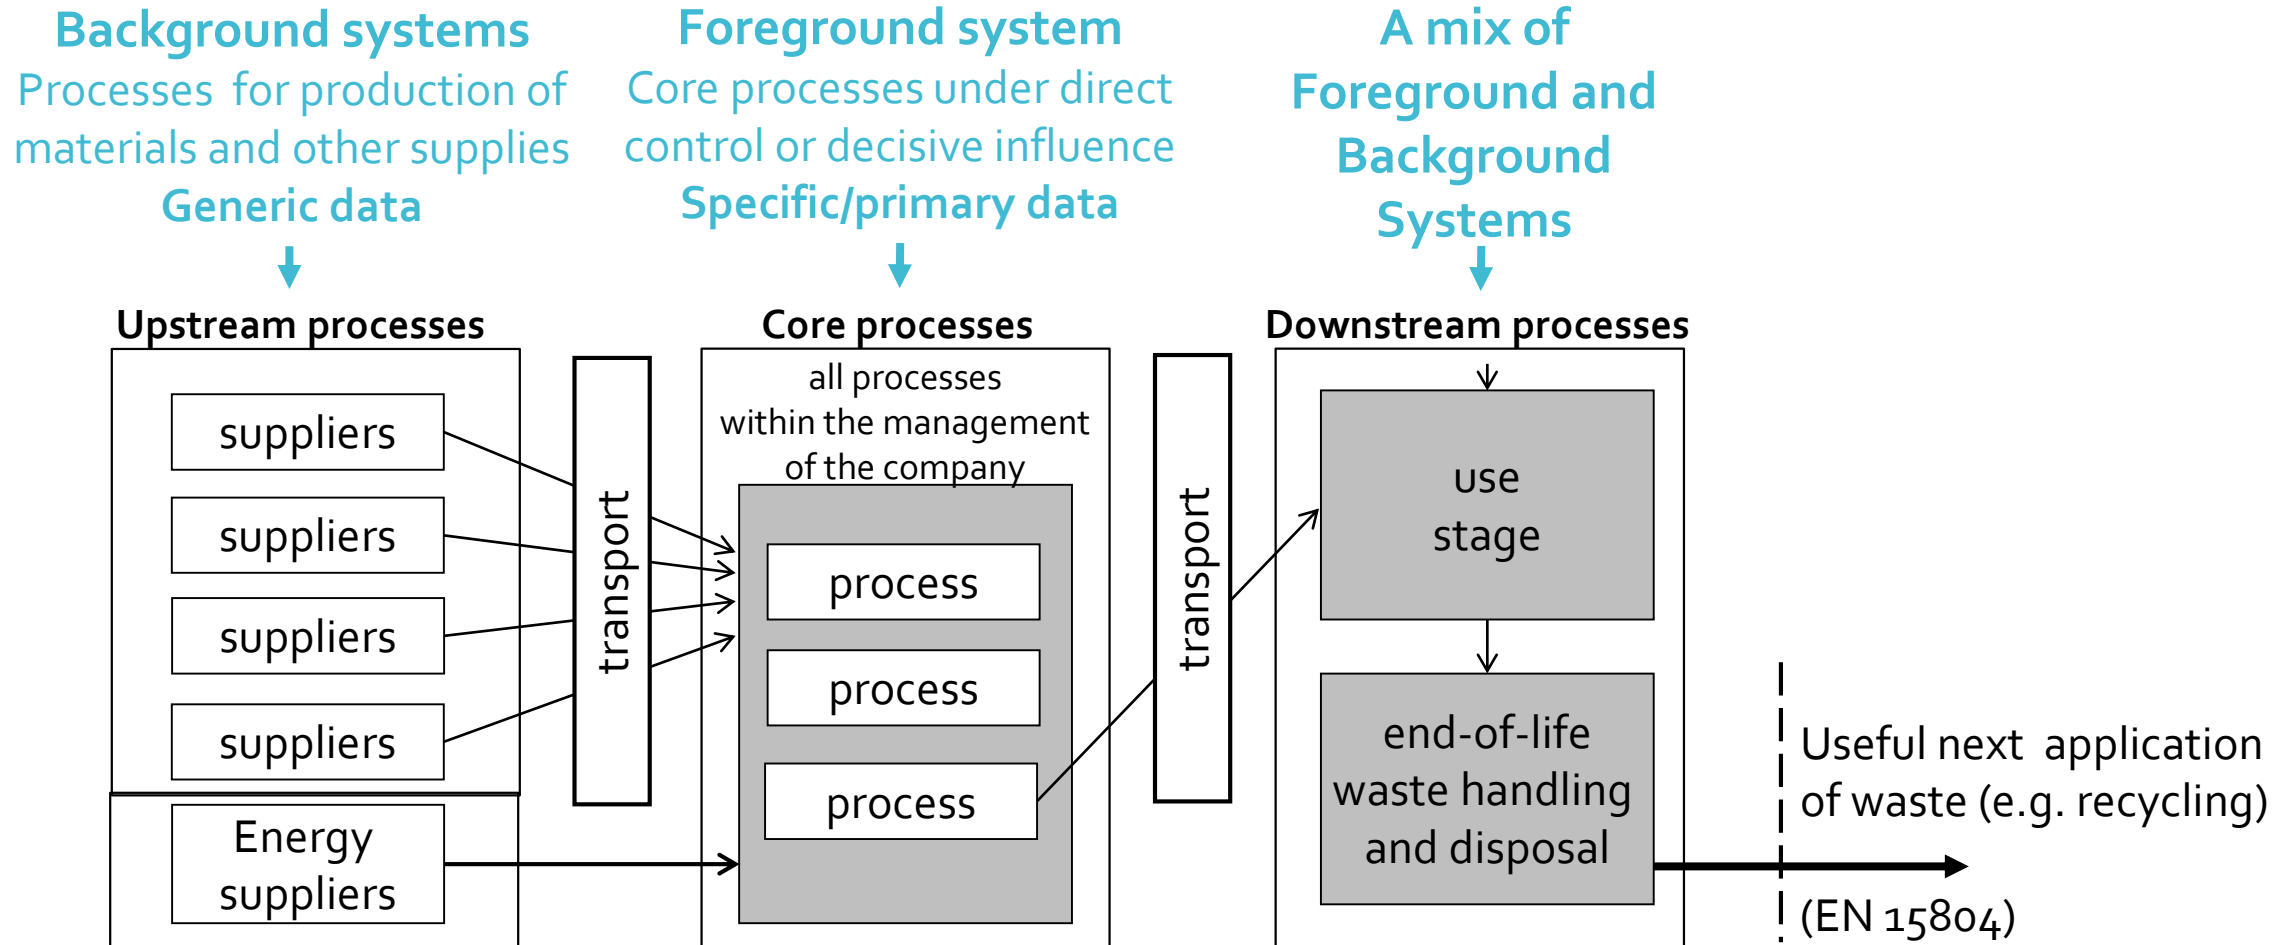 Background systems
Processes for production of
materials and other supplies
Generic data
Foreground system
Core processes under direct
control or decisive influence
Specific/primary data
A mix of
Foreground and
Background
Systems
Upstream processes
suppliers
suppliers
suppliers
suppliers
Energy
suppliers
transport
Core processes
all processes
within the management
of the company
process
process
process
transport
Downstream processes
use
stage
end-of-life
waste handling
and disposal
Useful next application
of waste (e.g. recycling)
(EN 15804)